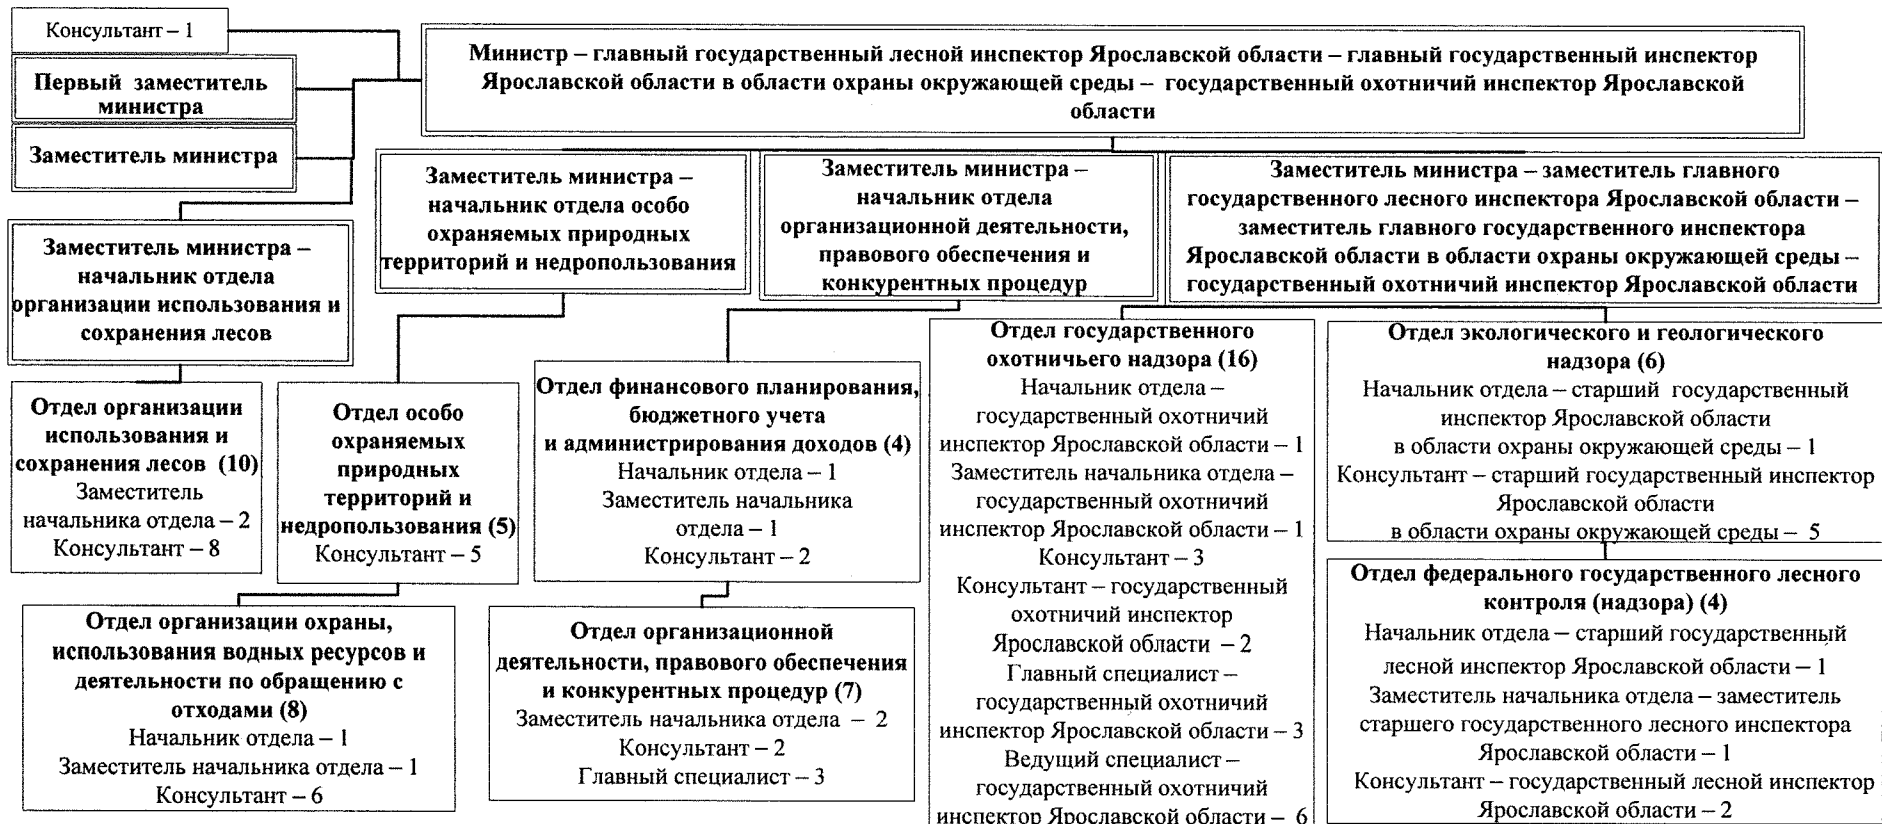 Консультант – 1
Первый заместитель
министра
Заместитель министра
Министр – главный государственный лесной инспектор Ярославской области – главный государственный инспектор
Ярославской области в области охраны окружающей среды – государственный охотничий инспектор Ярославской
области
Заместитель министра –
начальник отдела
организации использования и
сохранения лесов
Заместитель министра –
начальник отдела особо
охраняемых природных
территорий и недропользования
Заместитель министра –
начальник отдела
организационной деятельности,
правового обеспечения и
конкурентных процедур
Заместитель министра – заместитель главного
государственного лесного инспектора Ярославской области –
заместитель главного государственного инспектора
Ярославской области в области охраны окружающей среды –
государственный охотничий инспектор Ярославской области
Отдел организации
использования и
сохранения лесов (10)
Заместитель
начальника отдела – 2
Консультант – 8
Отдел особо
охраняемых
природных
территорий и
недропользования (5)
Консультант – 5
Отдел финансового планирования,
бюджетного учета
и администрирования доходов (4)
Начальник отдела – 1
Заместитель начальника
отдела – 1
Консультант – 2
Отдел государственного
охотничьего надзора (16)
Начальник отдела –
государственный охотничий
инспектор Ярославской области – 1
Заместитель начальника отдела –
государственный охотничий
инспектор Ярославской области – 1
Консультант – 3
Консультант – государственный
охотничий инспектор
Ярославской области – 2
Главный специалист –
государственный охотничий
инспектор Ярославской области – 3
Ведущий специалист –
государственный охотничий
инспектор Ярославской области – 6
Отдел экологического и геологического
надзора (6)
Начальник отдела – старший государственный
инспектор Ярославской области
в области охраны окружающей среды – 1
Консультант – старший государственный инспектор
Ярославской области
в области охраны окружающей среды – 5
Отдел федерального государственного лесного
контроля (надзора) (4)
Начальник отдела – старший государственный
лесной инспектор Ярославской области – 1
Заместитель начальника отдела – заместитель
старшего государственного лесного инспектора
Ярославской области – 1
Консультант – государственный лесной инспектор
Ярославской области – 2
Отдел организации охраны,
использования водных ресурсов и
деятельности по обращению с
отходами (8)
Начальник отдела – 1
Заместитель начальника отдела – 1
Консультант – 6
Отдел организационной
деятельности, правового обеспечения
и конкурентных процедур (7)
Заместитель начальника отдела – 2
Консультант – 2
Главный специалист – 3